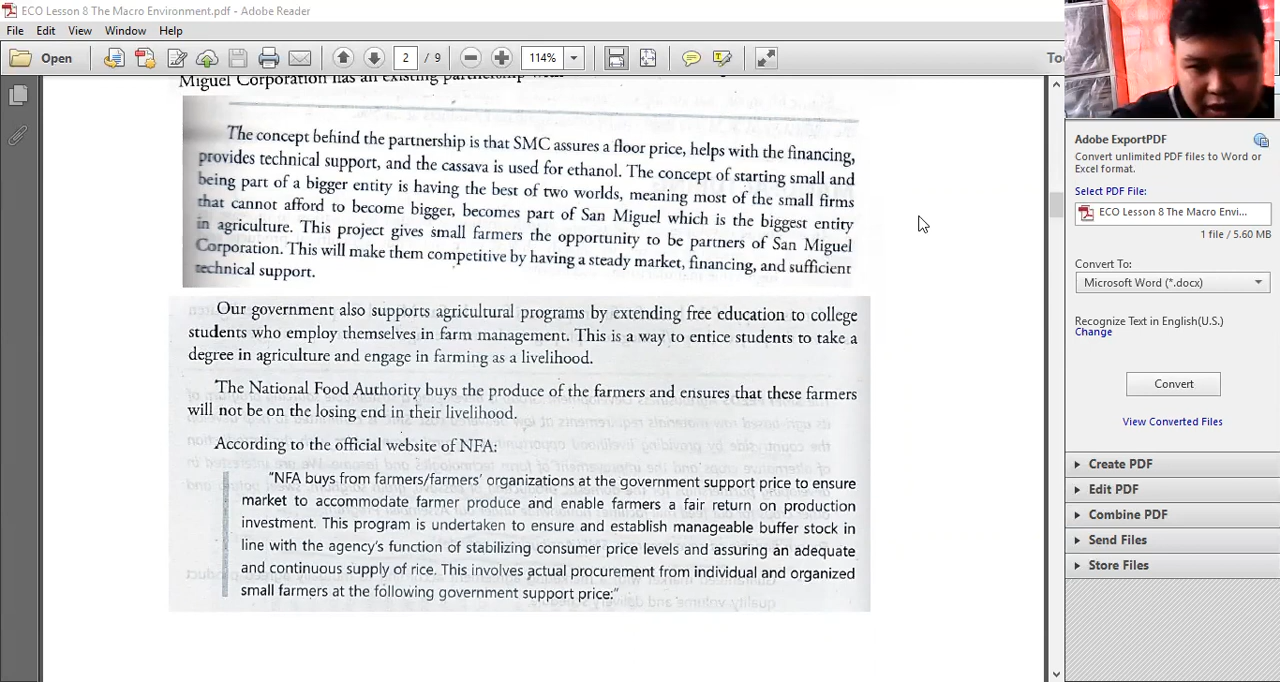 ECO Lesson 8 The Macro Environment.pdf - Adobe Reader
File Edit View Window Help
Open 2 / 9 114%
Miguel Corporation has an existing partnership
The concept behind the partnership is that SMC assures a floor price, helps with the financing,
provides technical support, and the cassava is used for ethanol. The concept of starting small and
being part of a bigger entity is having the best of two worlds, meaning most of the small firms
that cannot afford to become bigger, becomes part of San Miguel which is the biggest entity
in agriculture. This project gives small farmers the opportunity to be partners of San Miguel
Corporation. This will make them competitive by having a steady market, financing, and sufficient
technical support.
Our government also supports agricultural programs by extending free education to college
students who employ themselves in farm management. This is a way to entice students to take a
degree in agriculture and engage in farming as a livelihood.
The National Food Authority buys the produce of the farmers and ensures that these farmers
will not be on the losing end in their livelihood.
According to the official website of NFA:
"NFA buys from farmers/farmers' organizations at the government support price to ensure
market to accommodate farmer produce and enable farmers a fair return on production
investment. This program is undertaken to ensure and establish manageable buffer stock in
line with the agency's function of stabilizing consumer price levels and assuring an adequate
and continuous supply of rice. This involves actual procurement from individual and organized
small farmers at the following government support price:"
Adobe ExportPDF
Convert unlimited PDF files to Word or
Excel format.
Select PDF File:
ECO Lesson 8 The Macro Envi...
1 file / 5.60 MB
Convert To:
Microsoft Word (*.docx)
Recognize Text in English(U.S.)
Change
Convert
View Converted Files
Create PDF
Edit PDF
Combine PDF
Send Files
Store Files